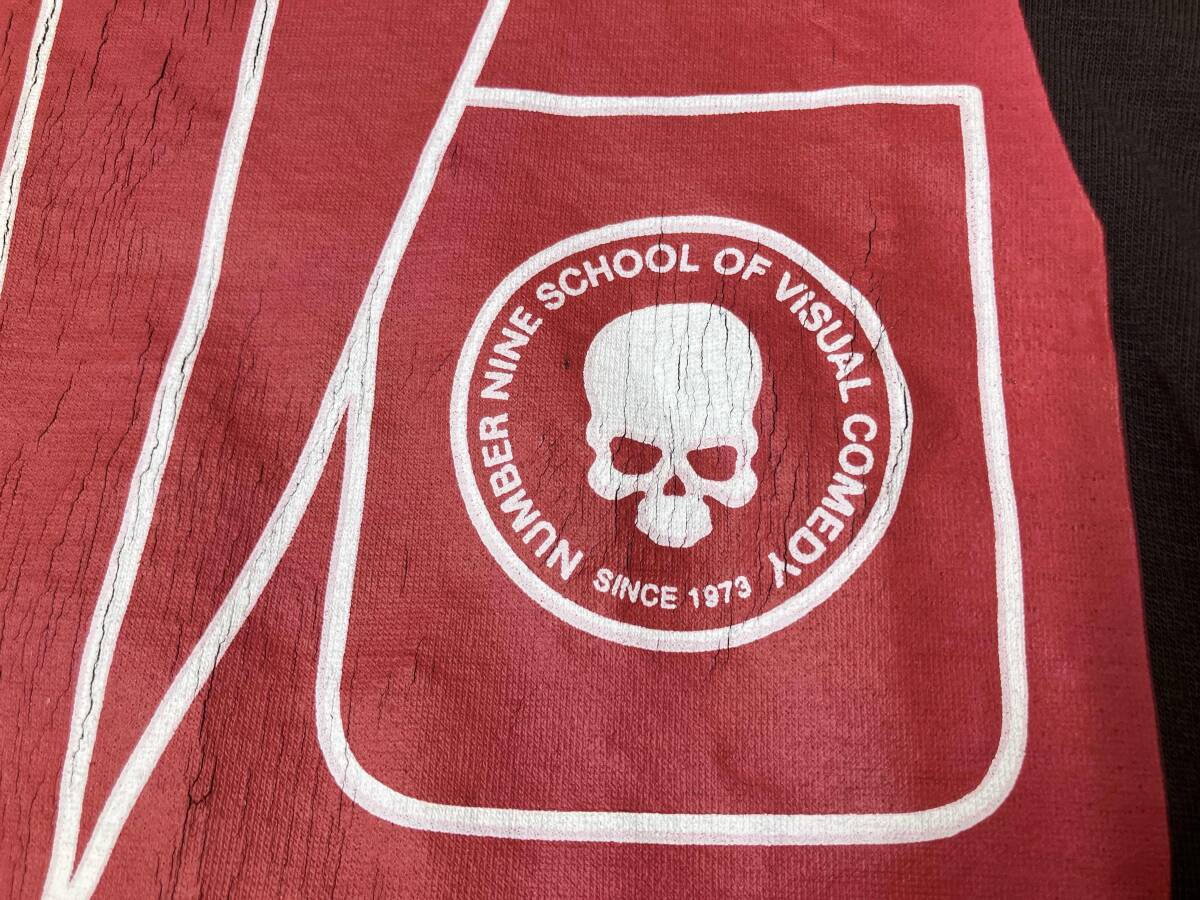 NUMBER NINE SCHOOL OF VISUAL COMEDY
SINCE 1973